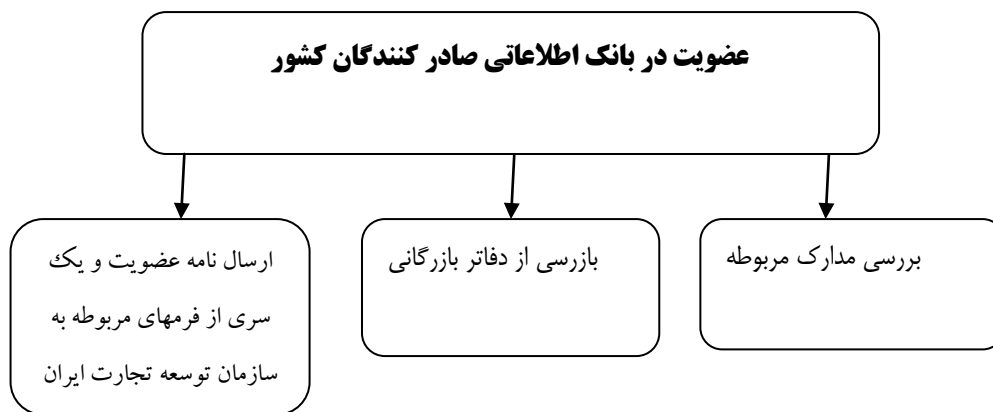 عضویت در بانک اطلاعاتی صادر کنندگان کشور
بررسی مدارک مربوطه
بازرسی از دفاتر بازرگانی
ارسال نامه عضویت و یک
سری از فرمهای مربوطه به
سازمان توسعه تجارت ایران